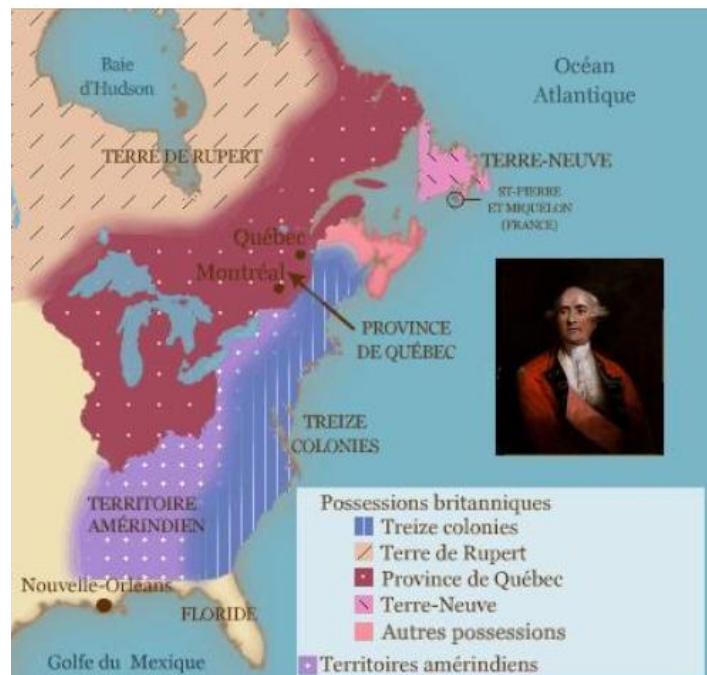 Baie
d'Hudson
Océan
Atlantique
TERRE DE RUPERT
TERRE-NEUVE
ST-PIERRE
ET MIQUELON
(FRANCE)
Québec
Montréal
PROVINCE
DE QUÉBEC
TREIZE
COLONIES
TERRITOIRE
AMÉRINDIEN
Nouvelle-Orléans
FLORIDE
Golfe du Mexique
Possessions britanniques
Treize colonies
Terre de Rupert
Province de Québec
Terre-Neuve
Autres possessions
Territoires amérindiens